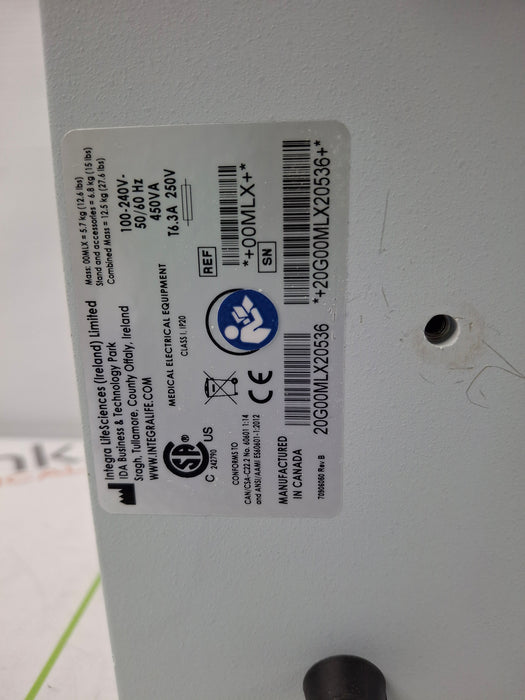 Integra LifeSciences (Ireland) Limited
IDA Business & Technology Park
Sragh, Tullamore, County Offaly, Ireland
WWW.INTEGRALIFE.COM
Mass: 00MLX = 5.7 kg (12.6 lbs)
Stand and accessories = 6.8 kg (15 lbs)
Combined Mass = 12.5 kg (27.6 lbs)
100-240V~
50/60 Hz
450VA
T6.3A 250V
MEDICAL ELECTRICAL EQUIPMENT
CLASS I, IP20
REF
*+00MLX+*
SN
*+20G00MLX20536+*
SA
®
C US
242790
CE
CONFORMS TO
CAN/CSA-C22.2 No. 60601 1:14
and ANSI/AAMI ES60601-1:2012
MANUFACTURED
IN CANADA
20G00MLX20536
70906060 Rev B